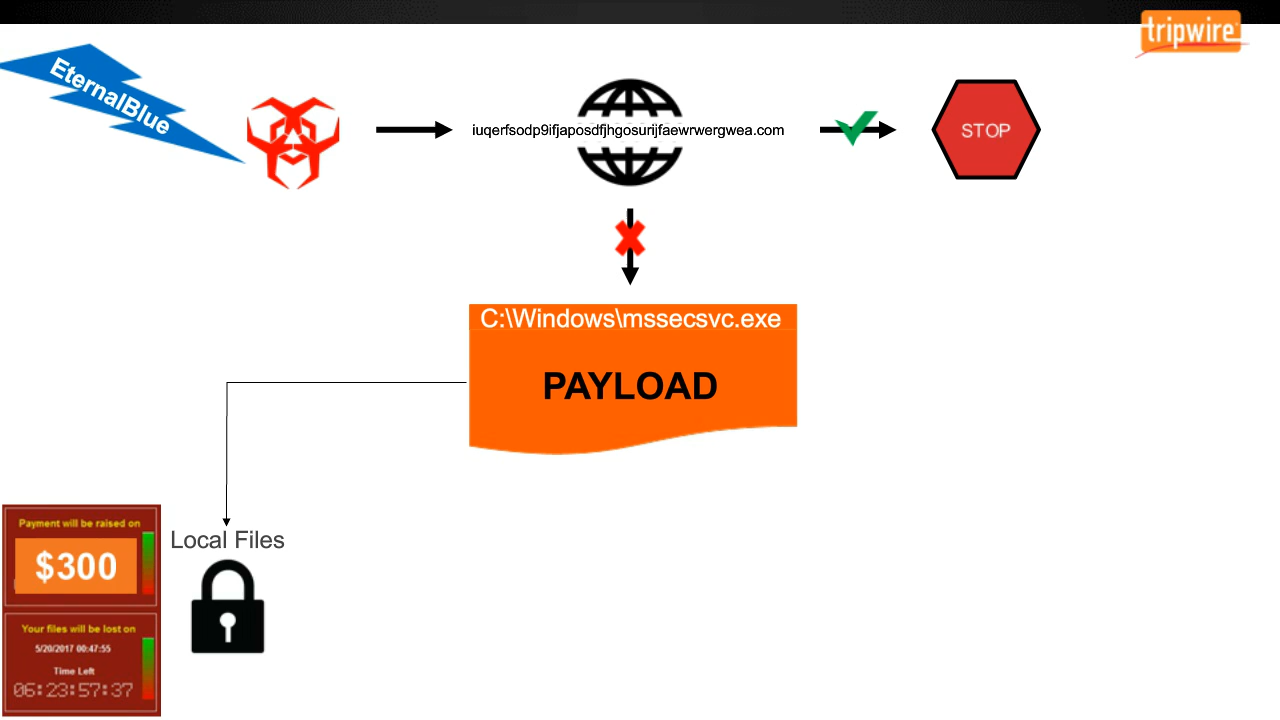 tripwire
EternalBlue
iuqerfsodp9ifjaposdfjhgosurijfaewrwergwea.com
STOP
C:\Windows\mssecsvc.exe
PAYLOAD
Payment will be raised on
$300
Local Files
Your files will be lost on
5/20/2017 00:47:55
Time Left
06:23:57:37